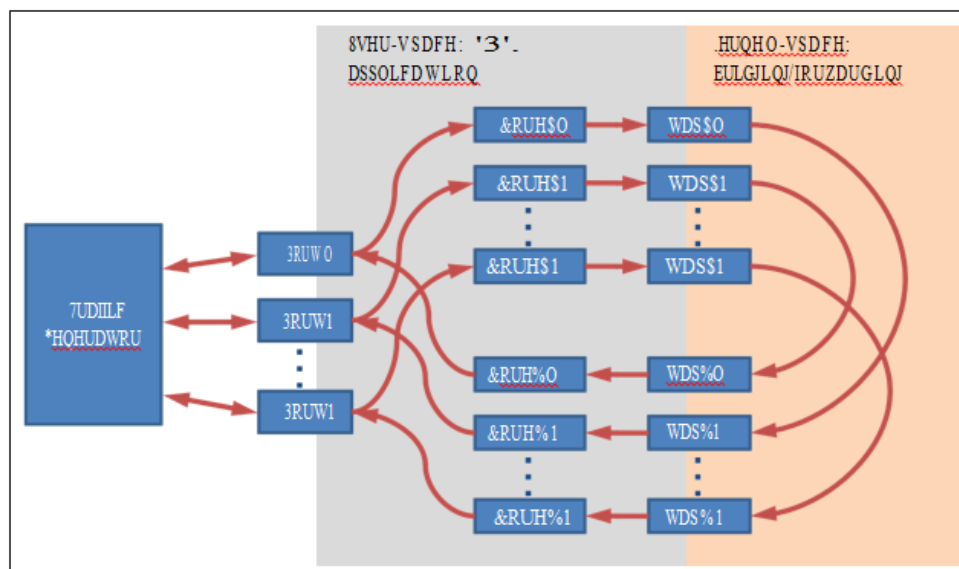 8VHU-VSDFH: '3'.
DSSOLFDWLRQ
.HUQHO-VSDFH:
EULGJLQJ/IRUZDUGLQJ
&RUH$O
WDS$O
&RUH$1
WDS$1
&RUH$1
WDS$1
3RUW O
7UDIILF
*HQHUDWRU
3RUW1
3RUW1
&RUH%O
WDS%O
&RUH%1
WDS%1
&RUH%1
WDS%1